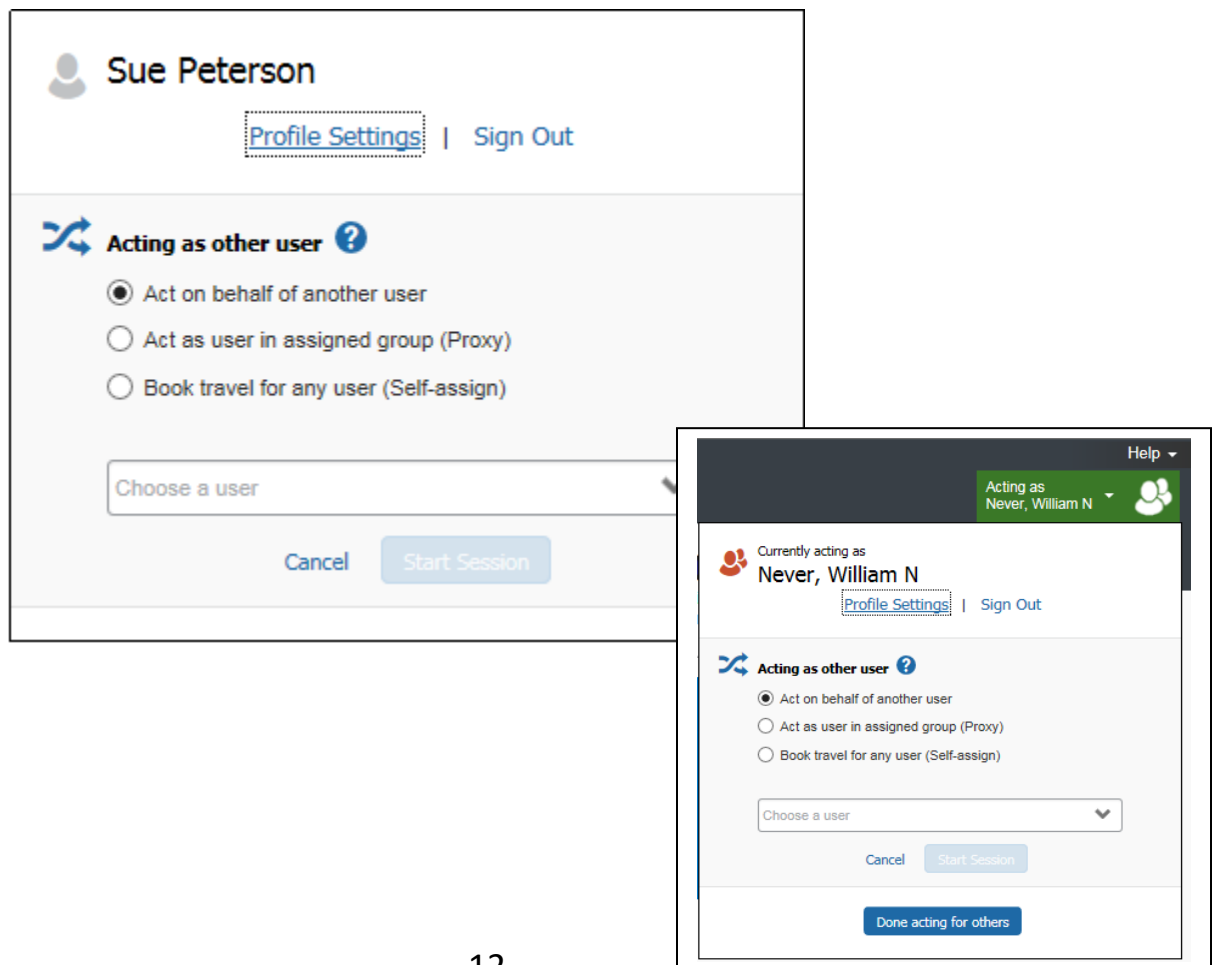 Sue Peterson
Profile Settings | Sign Out
Acting as other user ?
Act on behalf of another user
Act as user in assigned group (Proxy)
Book travel for any user (Self-assign)
Choose a user
Cancel Start Session
Help
Acting as
Never, William N
Currently acting as
Never, William N
Profile Settings | Sign Out
Acting as other user ?
Act on behalf of another user
Act as user in assigned group (Proxy)
Book travel for any user (Self-assign)
Choose a user
Cancel Start Session
Done acting for others
12